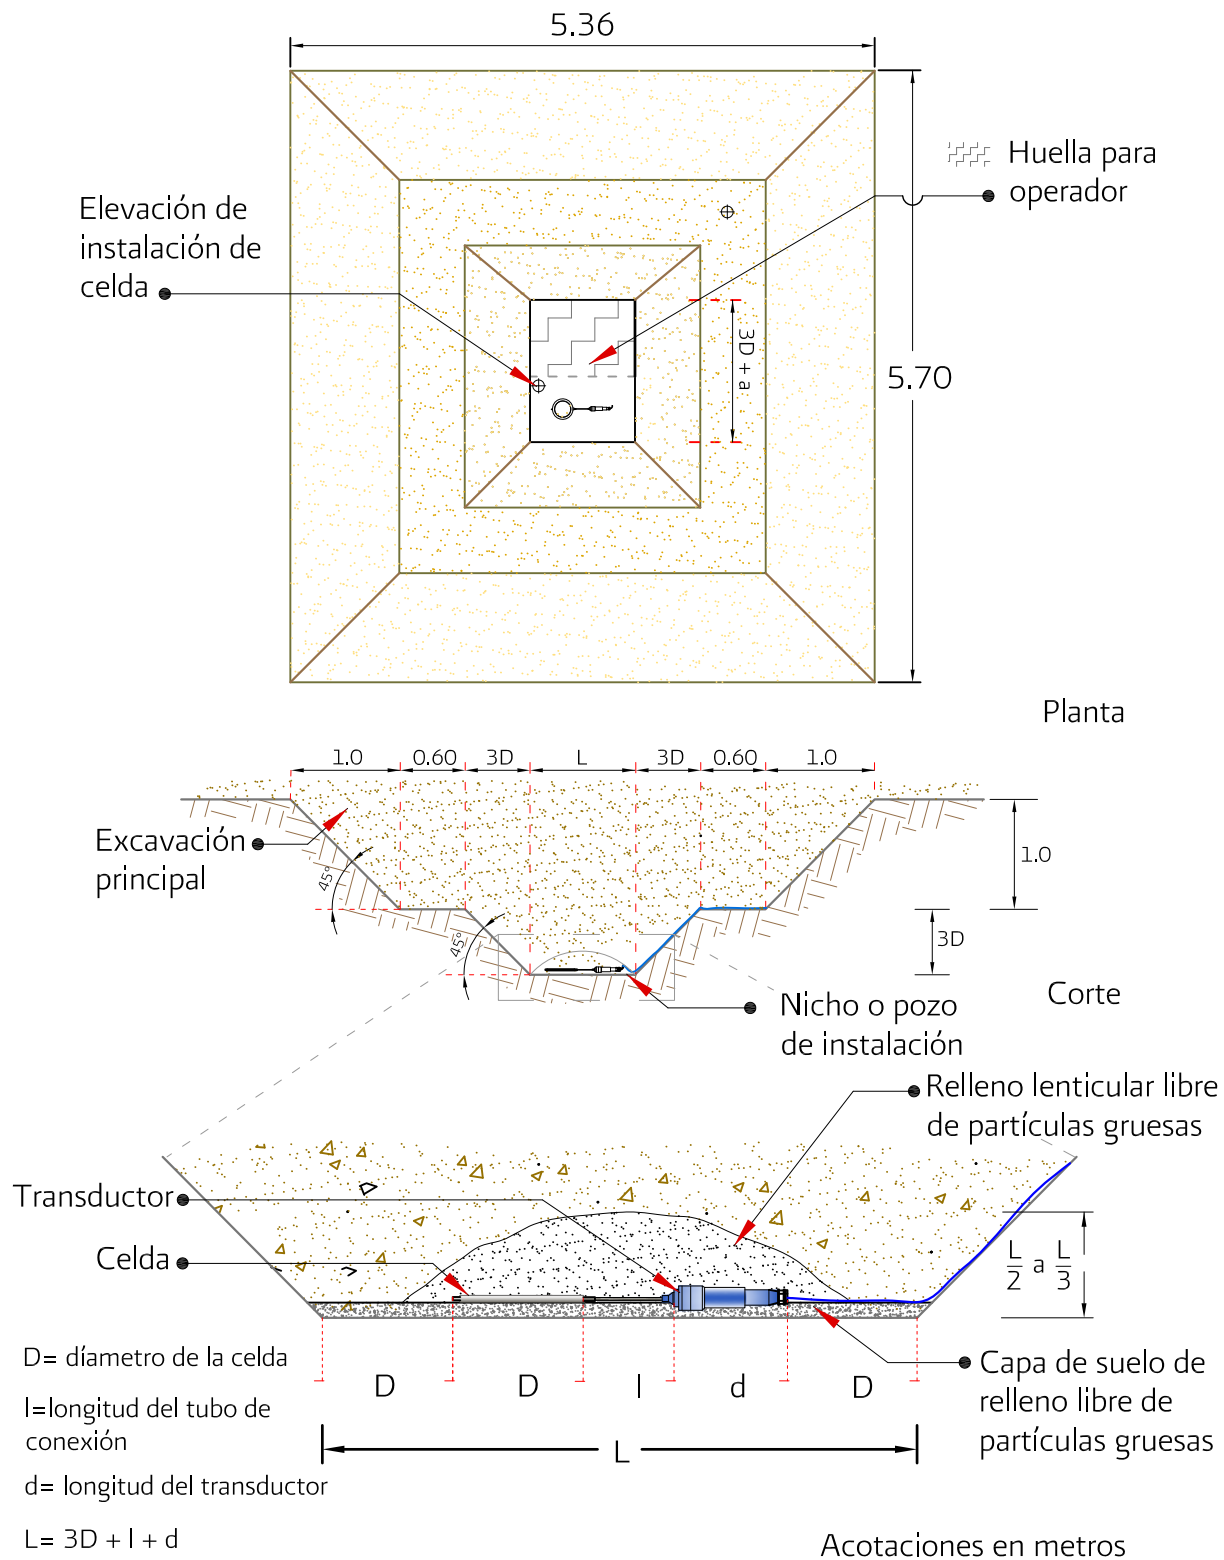 5.36
Huella para
operador
Elevación de
instalación de
celda
3D + a
5.70
Planta
1.0
0.60
3D
L
3D
0.60
1.0
Excavación
principal
45°
45°
1.0
3D
Corte
Nicho o pozo
de instalación
Relleno lenticular libre
de partículas gruesas
Transductor
Celda
L/2 a L/3
D
D
l
d
D
L
Capa de suelo de
relleno libre de
partículas gruesas
D= díametro de la celda
l=longitud del tubo de
conexión
d= longitud del transductor
L= 3D + l + d
Acotaciones en metros